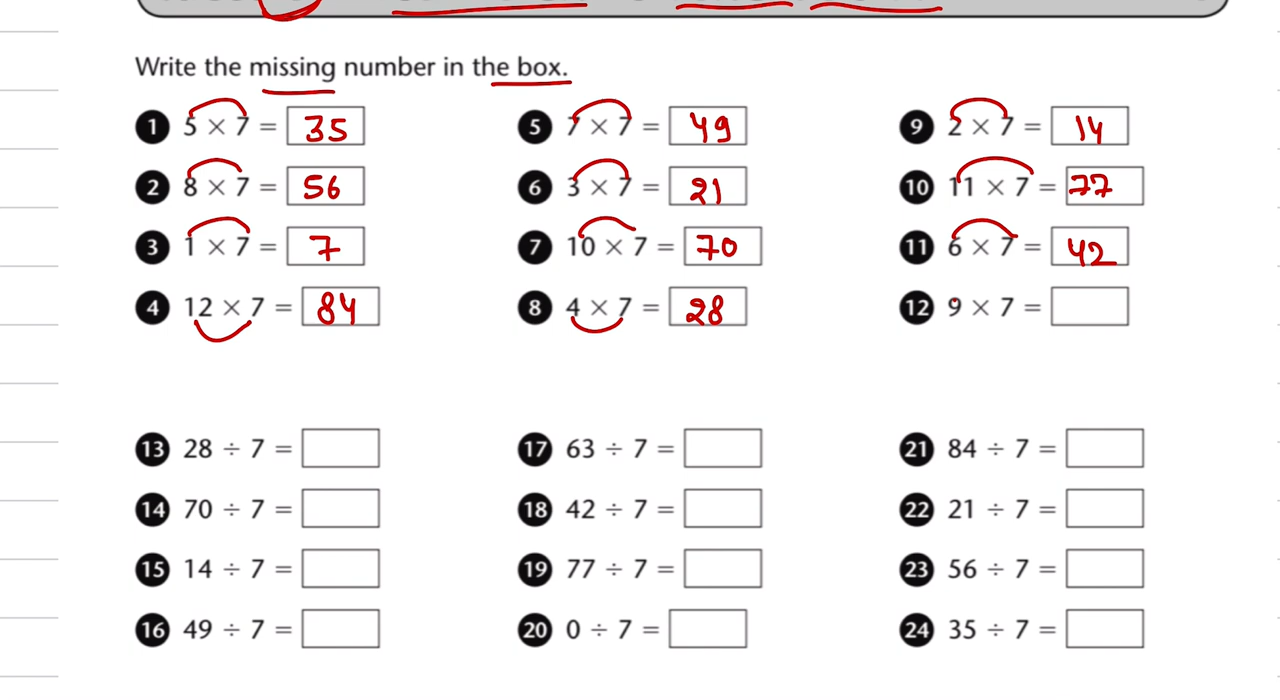 Write the missing number in the box.
1 5 × 7 = 35
2 8 × 7 = 56
3 1 × 7 = 7
4 12 × 7 = 84
5 7 × 7 = 49
6 3 × 7 = 21
7 10 × 7 = 70
8 4 × 7 = 28
9 2 × 7 = 14
10 11 × 7 = 77
11 6 × 7 = 42
12 9 × 7 =
13 28 ÷ 7 =
14 70 ÷ 7 =
15 14 ÷ 7 =
16 49 ÷ 7 =
17 63 ÷ 7 =
18 42 ÷ 7 =
19 77 ÷ 7 =
20 0 ÷ 7 =
21 84 ÷ 7 =
22 21 ÷ 7 =
23 56 ÷ 7 =
24 35 ÷ 7 =